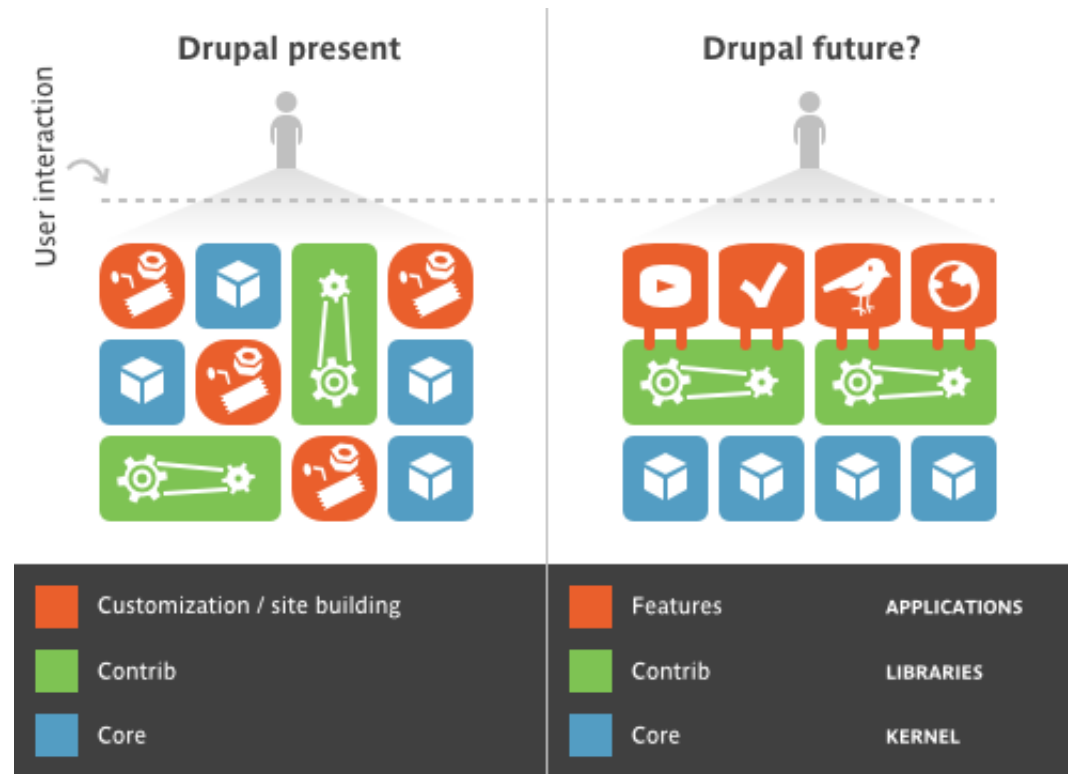 Drupal present
User interaction
Customization / site building
Contrib
Core
Drupal future?
Features APPLICATIONS
Contrib LIBRARIES
Core KERNEL